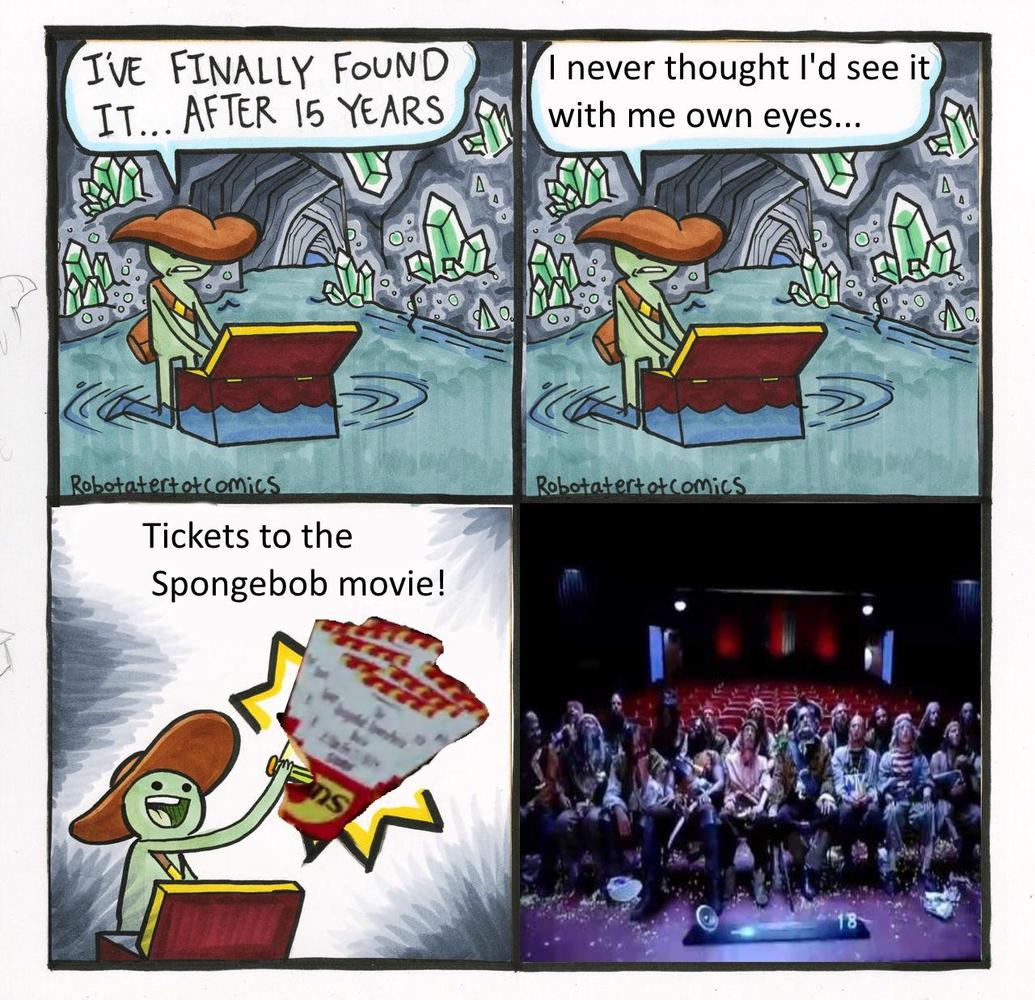 I'VE FINALLY FOUND
IT... AFTER 15 YEARS
I never thought I'd see it
with me own eyes...
Robotatertotcomics
Robotatertotcomics
Tickets to the
Spongebob movie!
ns
18